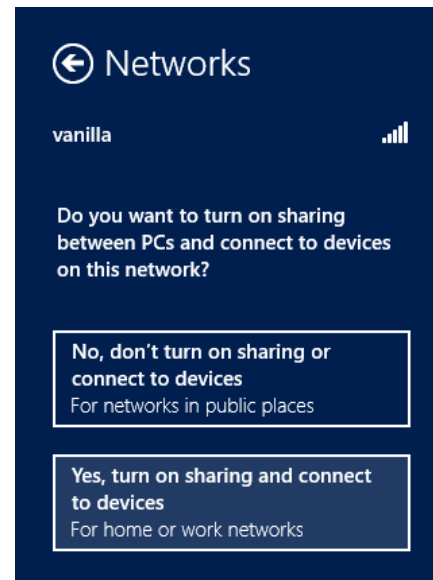 Networks
vanilla
Do you want to turn on sharing
between PCs and connect to devices
on this network?
No, don't turn on sharing or
connect to devices
For networks in public places
Yes, turn on sharing and connect
to devices
For home or work networks